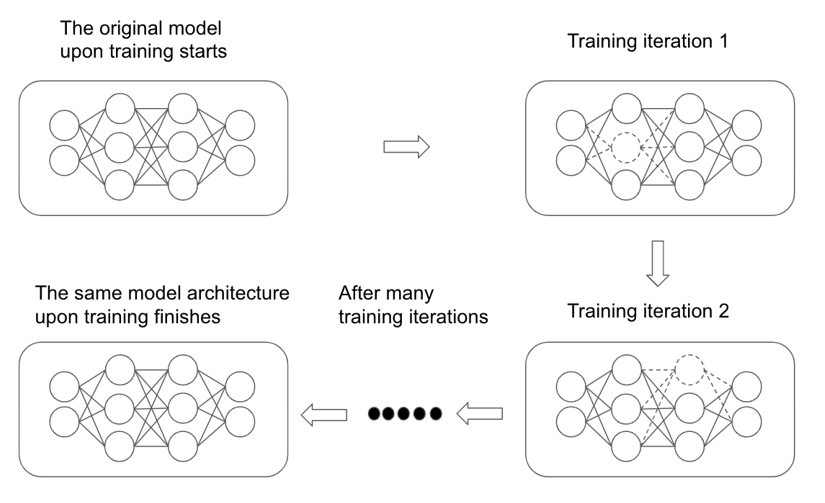 The original model
upon training starts
Training iteration 1
The same model architecture
upon training finishes
After many
training iterations
Training iteration 2